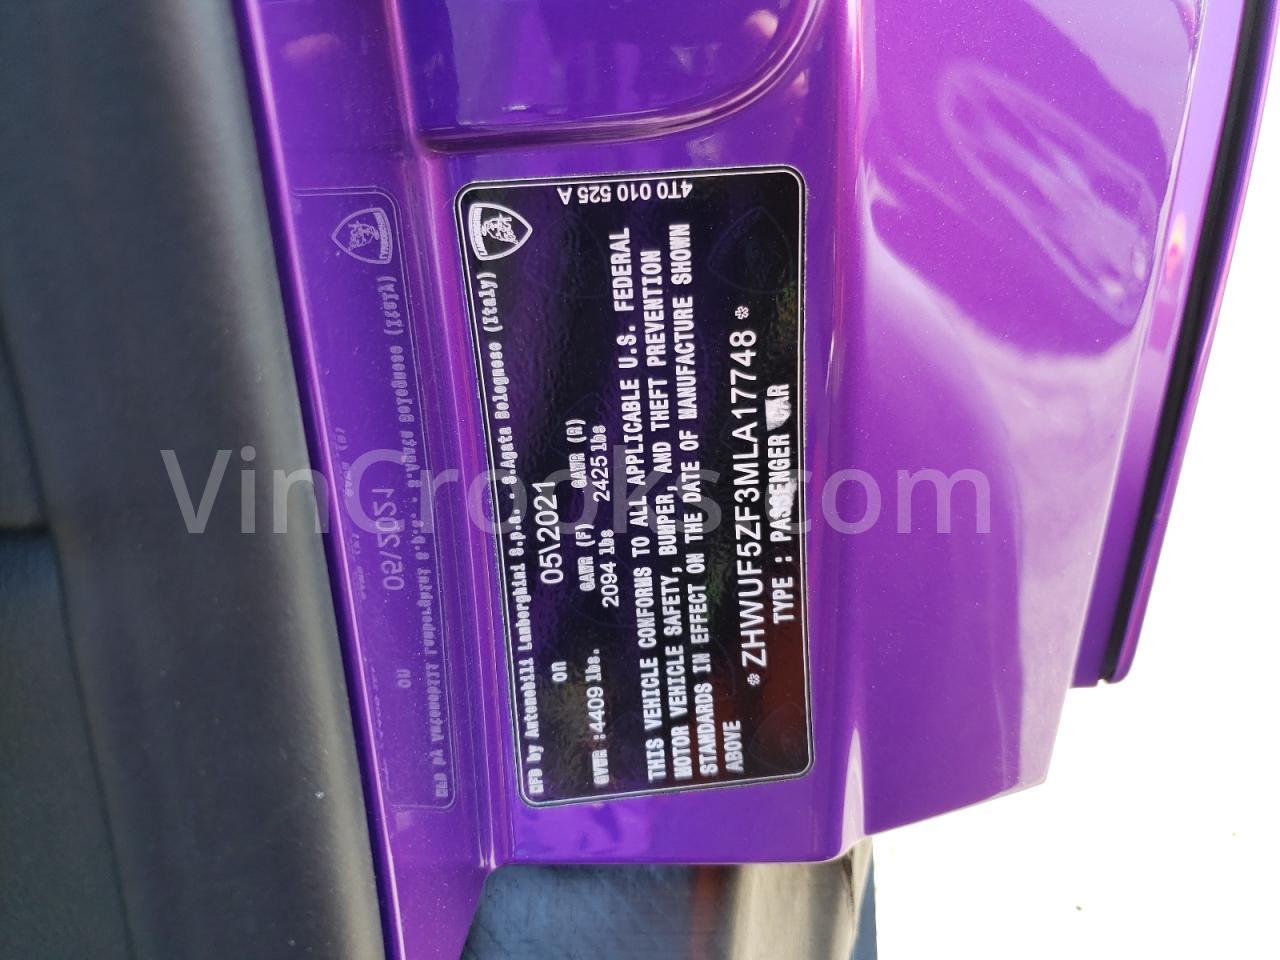 4T0 010 525 A
MFD by Automobili Lamborghini S.p.a. . S.Agata Bolognese (Italy)
on 05\2021
GAWR (F) GAWR (R)
GVWR :4409 lbs. 2094 lbs 2425 lbs
THIS VEHICLE CONFORMS TO ALL APPLICABLE U.S. FEDERAL
MOTOR VEHICLE SAFETY, BUMPER, AND THEFT PREVENTION
STANDARDS IN EFFECT ON THE DATE OF MANUFACTURE SHOWN
ABOVE
* ZHWUF5ZF3MLA17748 *
TYPE : PASSENGER CAR
VinCrooks.com